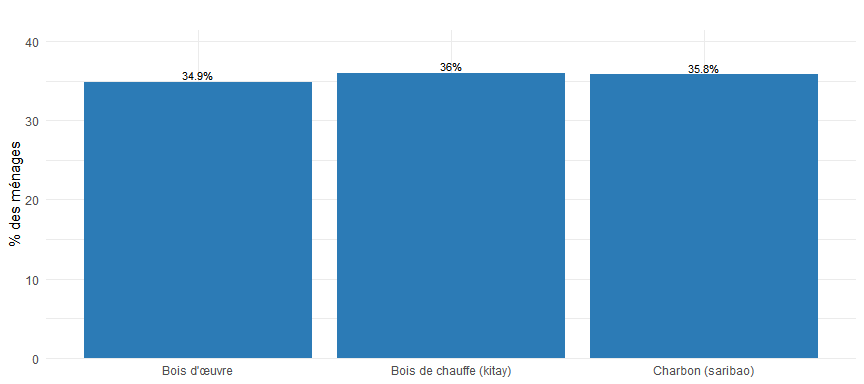 % des ménages
40
30
20
10
0
34.9%
36%
35.8%
Bois d'œuvre
Bois de chauffe (kitay)
Charbon (saribao)